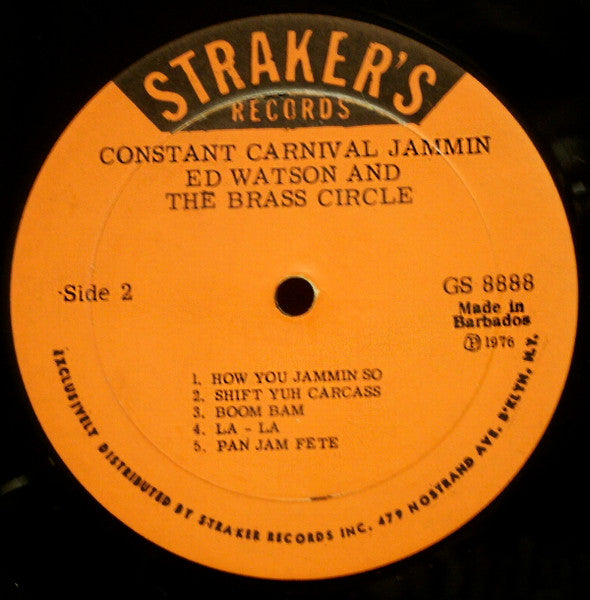 STRAKER'S
RECORDS
CONSTANT CARNIVAL JAMMIN
ED WATSON AND
THE BRASS CIRCLE
Side 2
GS 8888
Made in
Barbados
Ⓟ 1976
1. HOW YOU JAMMIN SO
2. SHIFT YUH CARCASS
3. BOOM BAM
4. LA - LA
5. PAN JAM FETE
EXCLUSIVELY DISTRIBUTED BY STRAKER RECORDS INC. 479 NOSTRAND AVE. B'KLYN, N.Y.